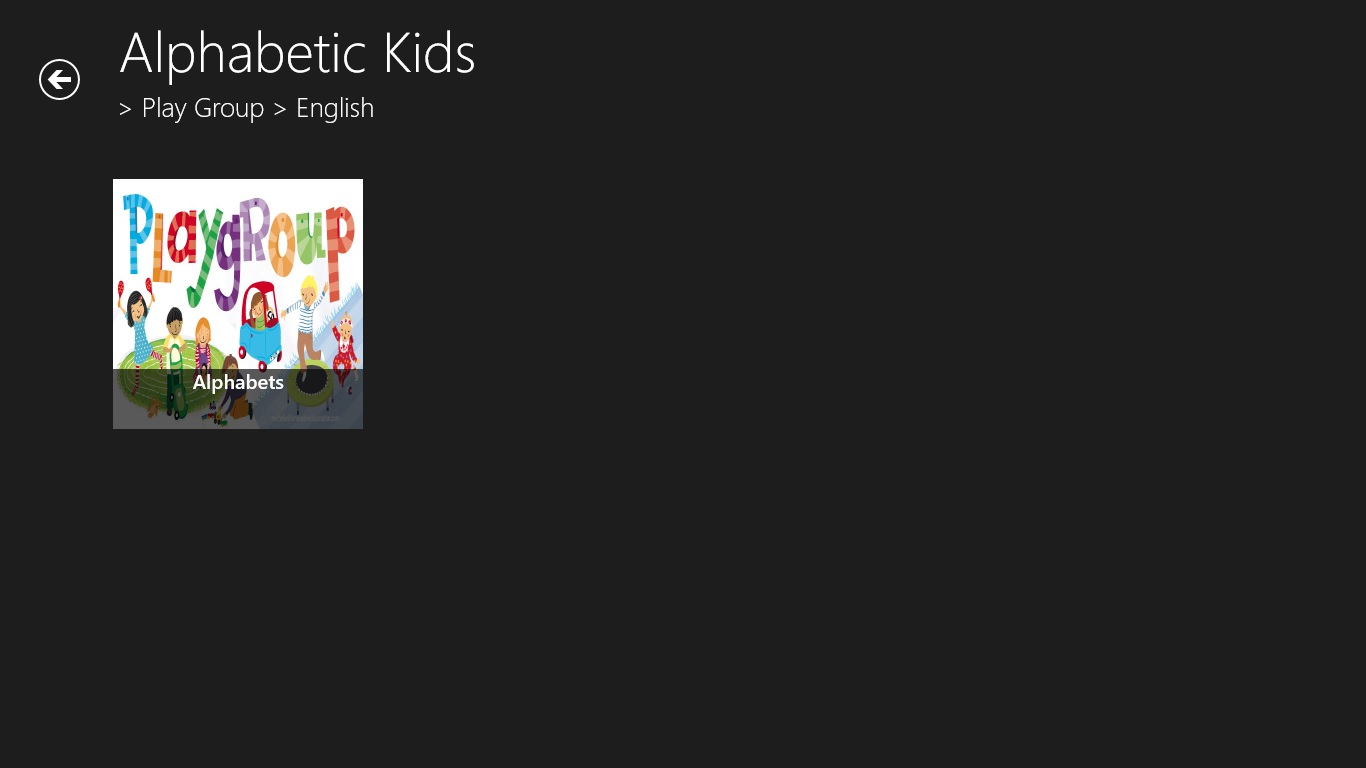 Alphabetic Kids
> Play Group > English
PLaygRoup
Alphabets